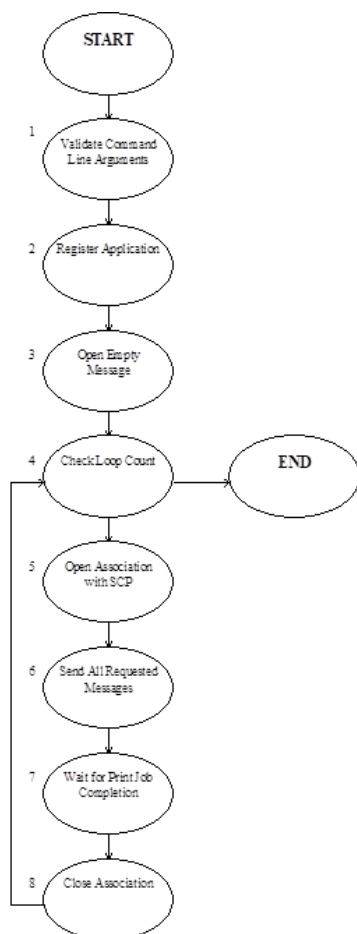 START
1
Validate Command
Line Arguments
2
Register Application
3
Open Empty
Message
4
Check Loop Count
END
5
Open Association
with SCP
6
Send All Requested
Messages
7
Wait for Print Job
Completion
8
Close Association